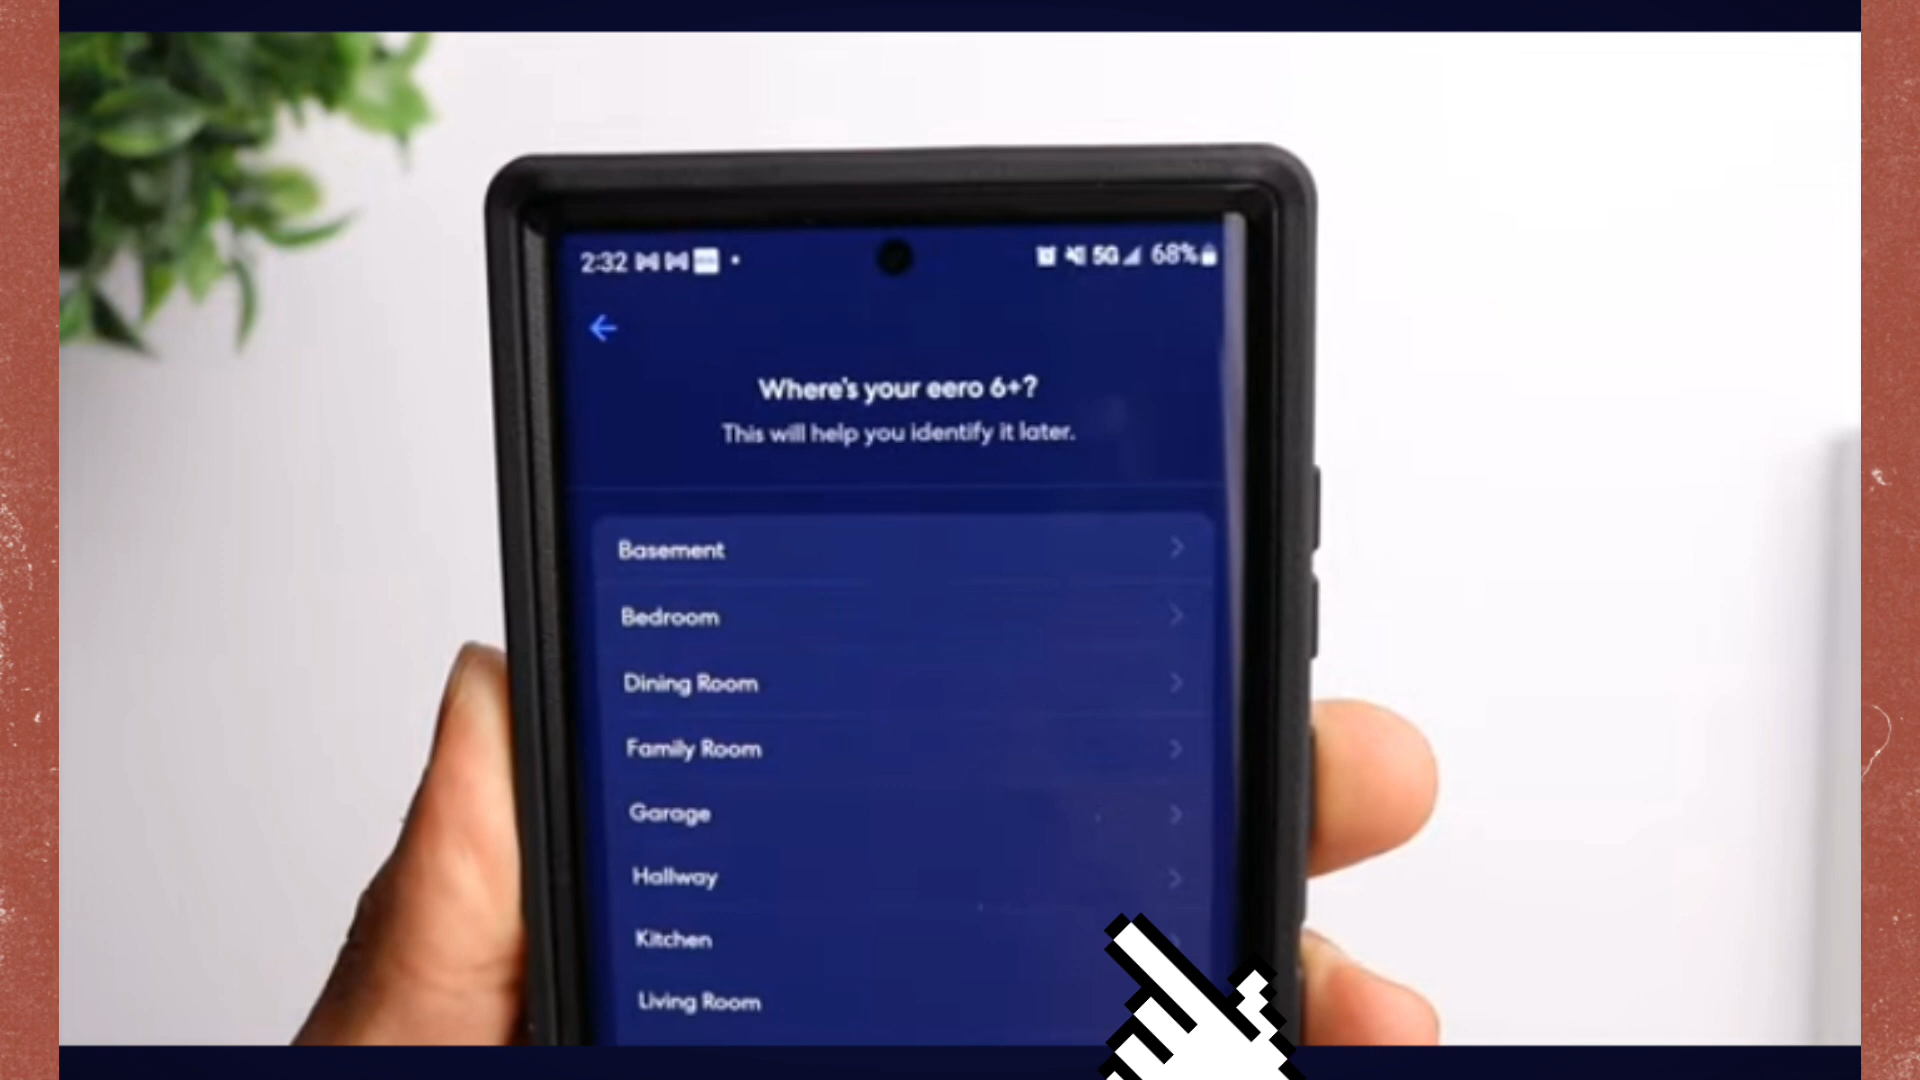 2:32
5G 68%
Where's your eero 6+?
This will help you identify it later.
Basement
Bedroom
Dining Room
Family Room
Garage
Hallway
Kitchen
Living Room